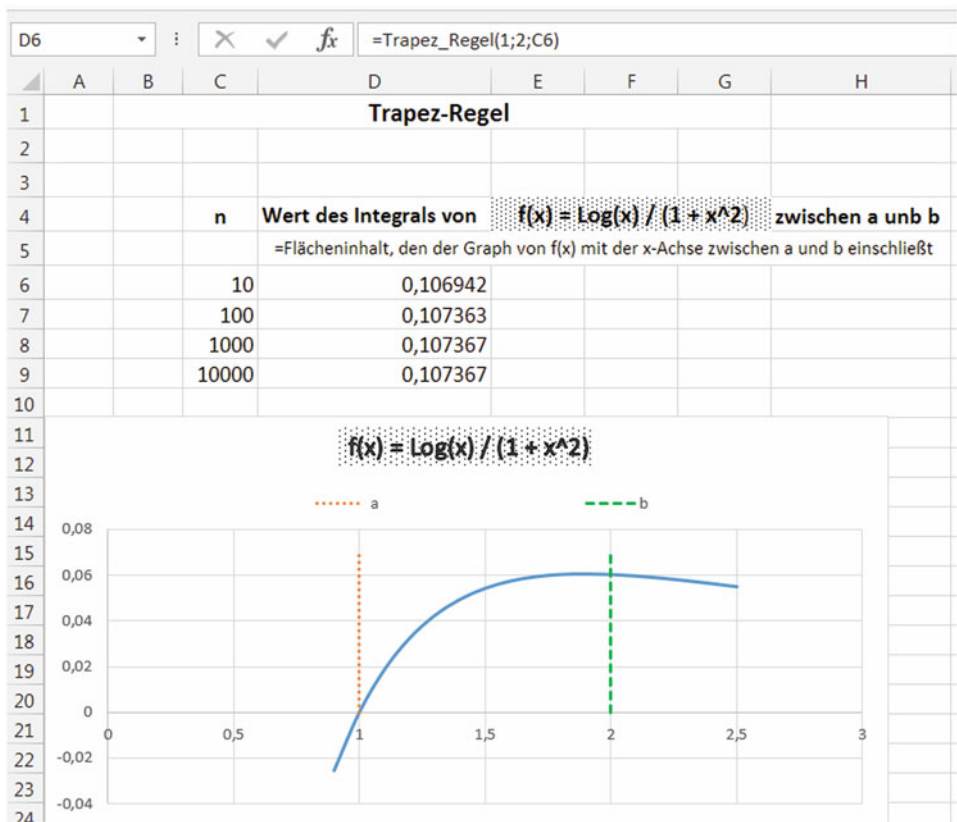 D6 fx =Trapez_Regel(1;2;C6)
A B C D E F G H
1 Trapez-Regel
2
3
4 n Wert des Integrals von f(x) = Log(x) / (1 + x^2) zwischen a unb b
5 =Flächeninhalt, den der Graph von f(x) mit der x-Achse zwischen a und b einschließt
6 10 0,106942
7 100 0,107363
8 1000 0,107367
9 10000 0,107367
10
11
f(x) = Log(x) / (1 + x^2)
12
13
a b
14
0,08
15
16 0,06
17
18 0,04
19 0,02
20
0
21 0 0,5 1 1,5 2 2,5 3
22 -0,02
23
-0,04
24